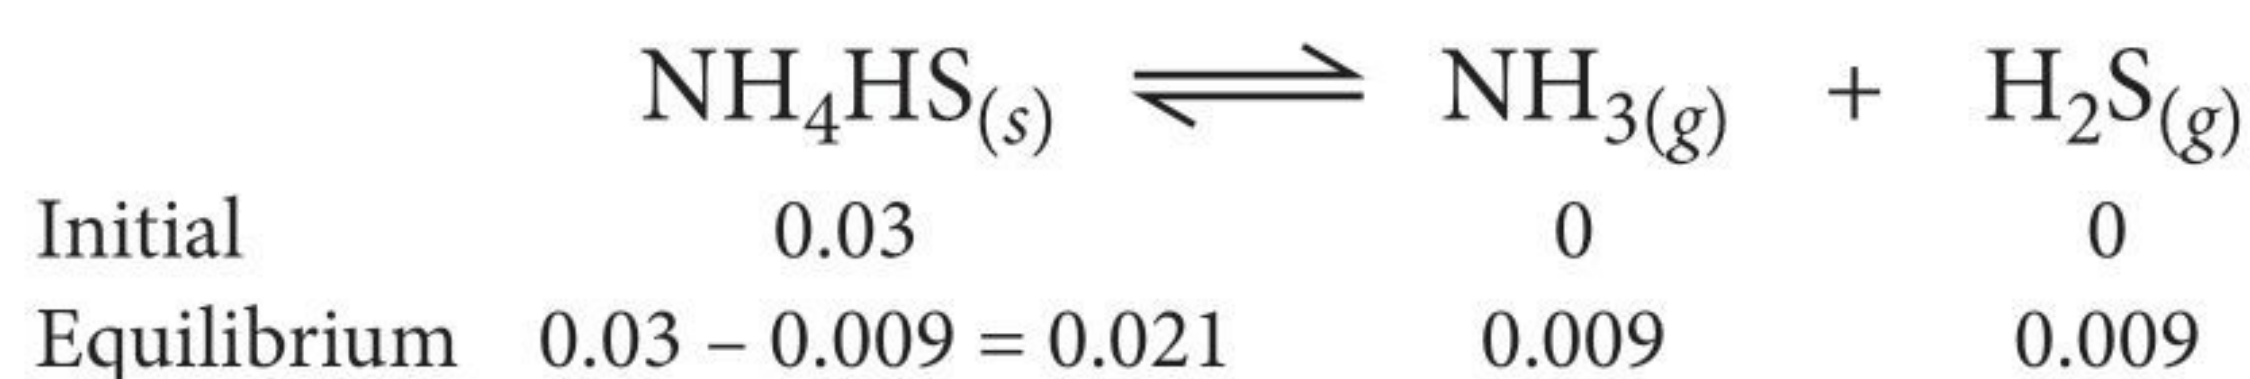 NH₄HS₍s₎ ⇌ NH₃₍g₎ + H₂S₍g₎
Initial 0.03 0 0
Equilibrium 0.03 – 0.009 = 0.021 0.009 0.009